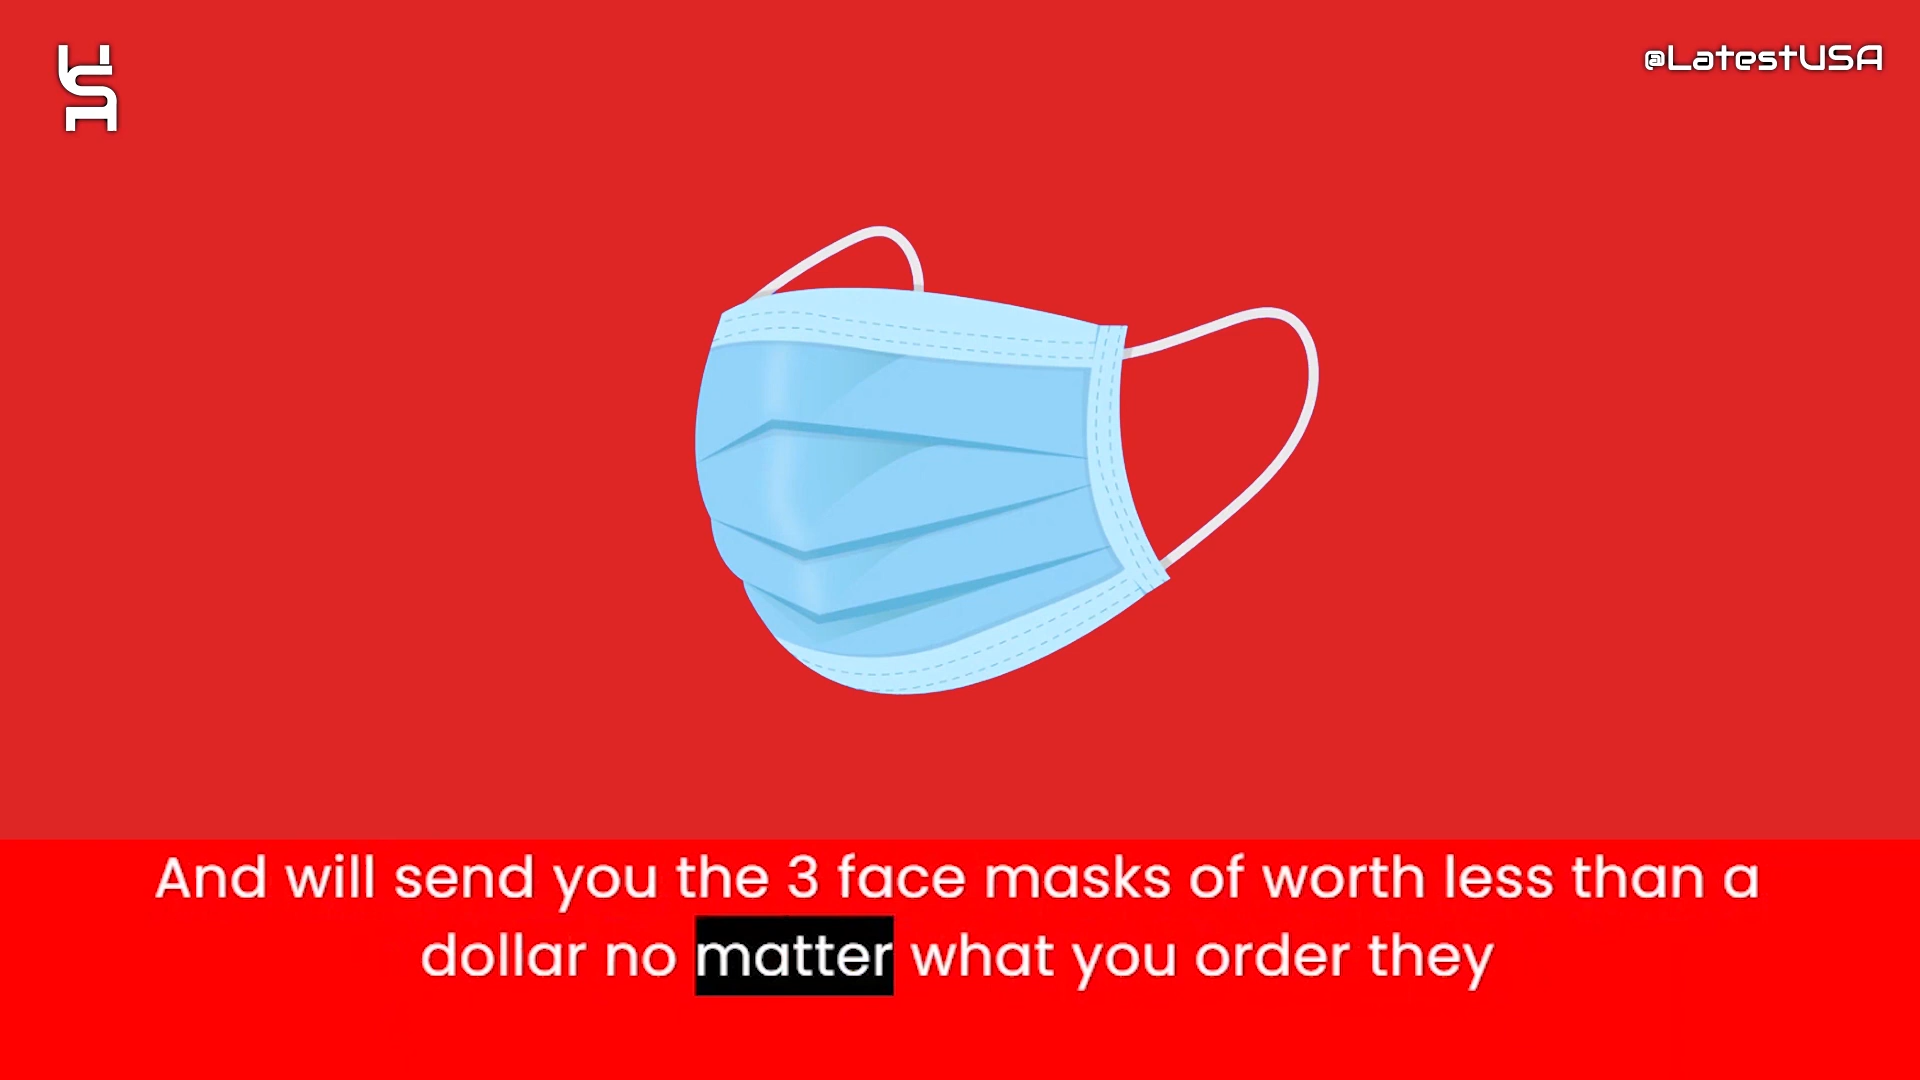 USA
@LatestUSA
And will send you the 3 face masks of worth less than a
dollar no matter what you order they